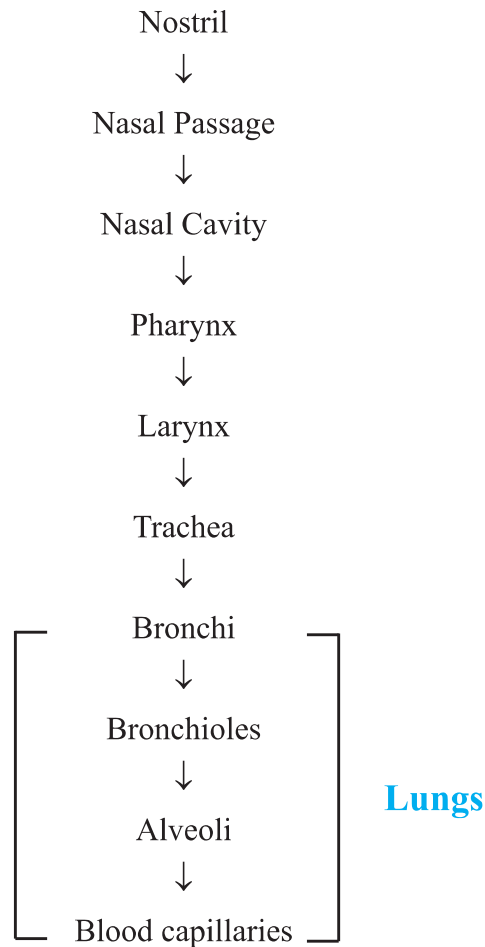 Nostril
↓
Nasal Passage
↓
Nasal Cavity
↓
Pharynx
↓
Larynx
↓
Trachea
↓
Bronchi
↓
Bronchioles
↓
Lungs
Alveoli
↓
Blood capillaries